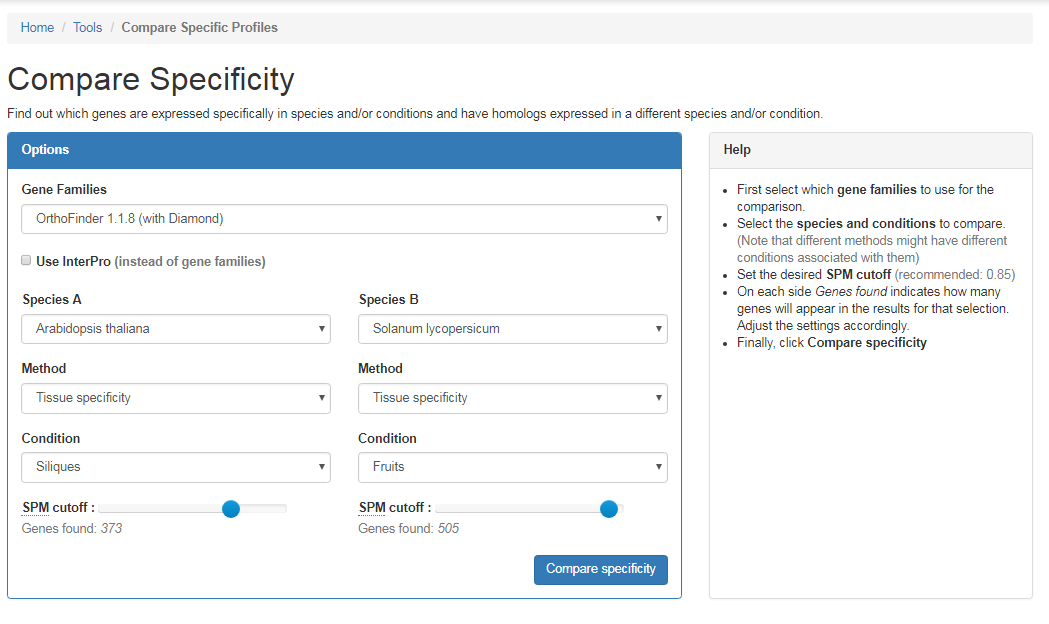 Home / Tools / Compare Specific Profiles
Compare Specificity
Find out which genes are expressed specifically in species and/or conditions and have homologs expressed in a different species and/or condition.
Options
Gene Families
OrthoFinder 1.1.8 (with Diamond)
Use InterPro (instead of gene families)
Species A
Arabidopsis thaliana
Method
Tissue specificity
Condition
Siliques
SPM cutoff :
Genes found: 373
Species B
Solanum lycopersicum
Method
Tissue specificity
Condition
Fruits
SPM cutoff :
Genes found: 505
Compare specificity
Help
First select which gene families to use for the
comparison.
Select the species and conditions to compare.
(Note that different methods might have different
conditions associated with them)
Set the desired SPM cutoff (recommended: 0.85)
On each side Genes found indicates how many
genes will appear in the results for that selection.
Adjust the settings accordingly.
Finally, click Compare specificity